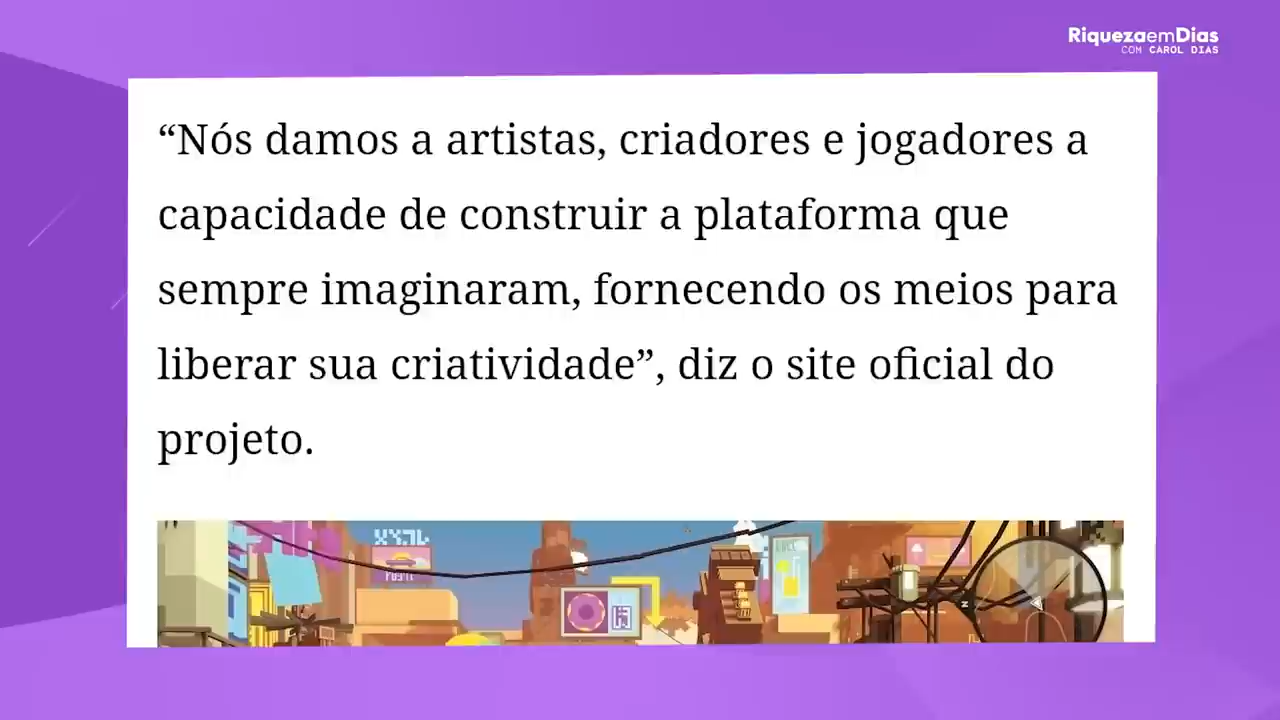 RiquezaemDias
COM CAROL DIAS
“Nós damos a artistas, criadores e jogadores a
capacidade de construir a plataforma que
sempre imaginaram, fornecendo os meios para
liberar sua criatividade”, diz o site oficial do
projeto.